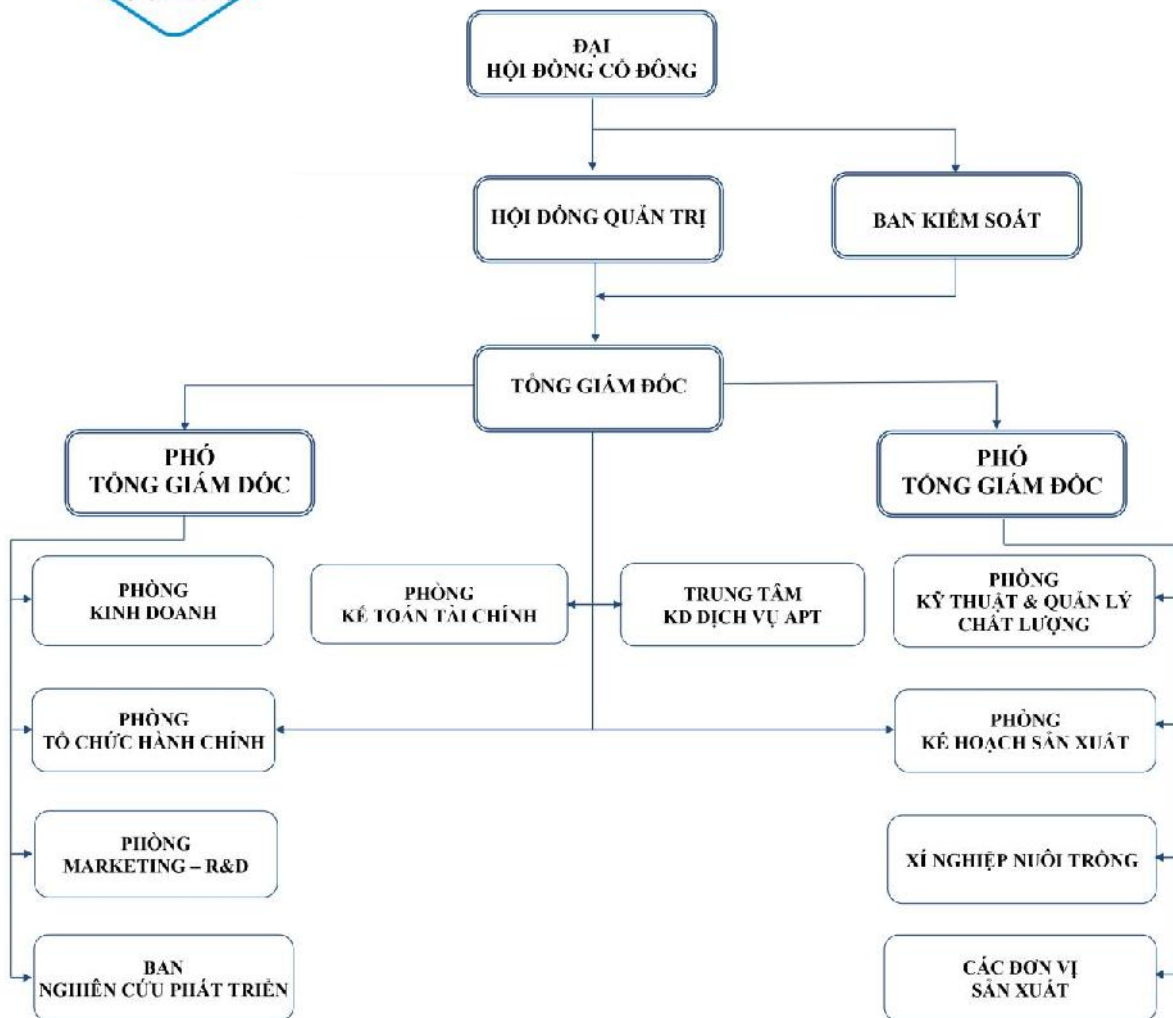 ĐẠI
HỘI ĐỒNG CỔ ĐÔNG
HỘI ĐỒNG QUẢN TRỊ
BAN KIỂM SOÁT
TỔNG GIÁM ĐỐC
PHÓ
TỔNG GIÁM ĐỐC
PHÓ
TỔNG GIÁM ĐỐC
PHÒNG
KINH DOANH
PHÒNG
KẾ TOÁN TÀI CHÍNH
TRUNG TÂM
KD DỊCH VỤ APT
PHÒNG
KỸ THUẬT & QUẢN LÝ
CHẤT LƯỢNG
PHÒNG
TỔ CHỨC HÀNH CHÍNH
PHÒNG
KẾ HOẠCH SẢN XUẤT
PHÒNG
MARKETING – R&D
XÍ NGHIỆP NUÔI TRỒNG
BAN
NGHIÊN CỨU PHÁT TRIỂN
CÁC ĐƠN VỊ
SẢN XUẤT